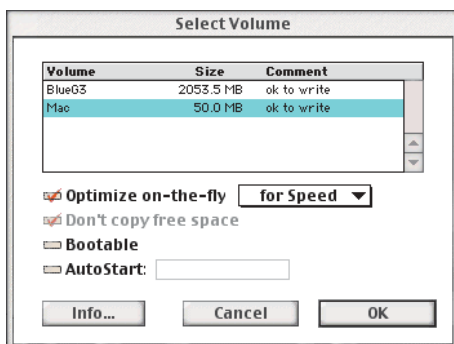 Select Volume
Volume Size Comment
BlueG3 2053.5 MB ok to write
Mac 50.0 MB ok to write
Optimize on-the-fly for Speed
Don't copy free space
Bootable
AutoStart:
Info... Cancel OK